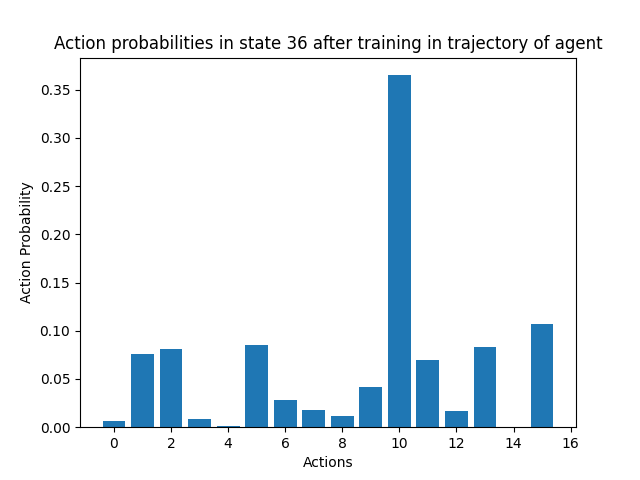 Action probabilities in state 36 after training in trajectory of agent
0.35
0.30
0.25
0.20
0.15
0.10
0.05
0.00
Action Probability
0 2 4 6 8 10 12 14 16
Actions